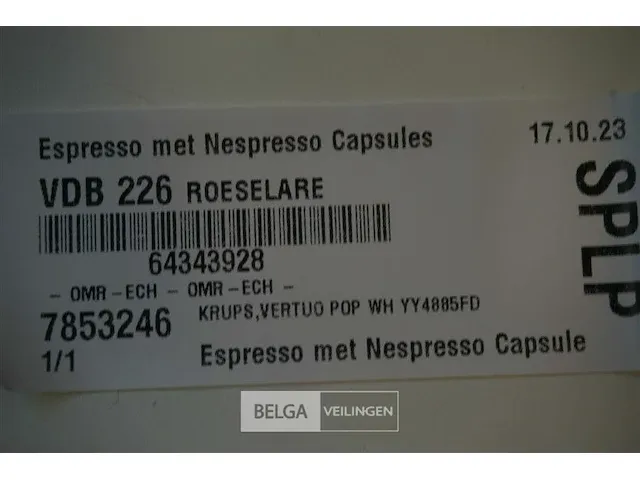 Espresso met Nespresso Capsules
17.10.23
VDB 226 ROESELARE
SPLP
64343928
- OMR - ECH - OMR - ECH -
7853246
KRUPS,VERTUO POP WH YY4885FD
1/1
Espresso met Nespresso Capsule
BELGA VEILINGEN